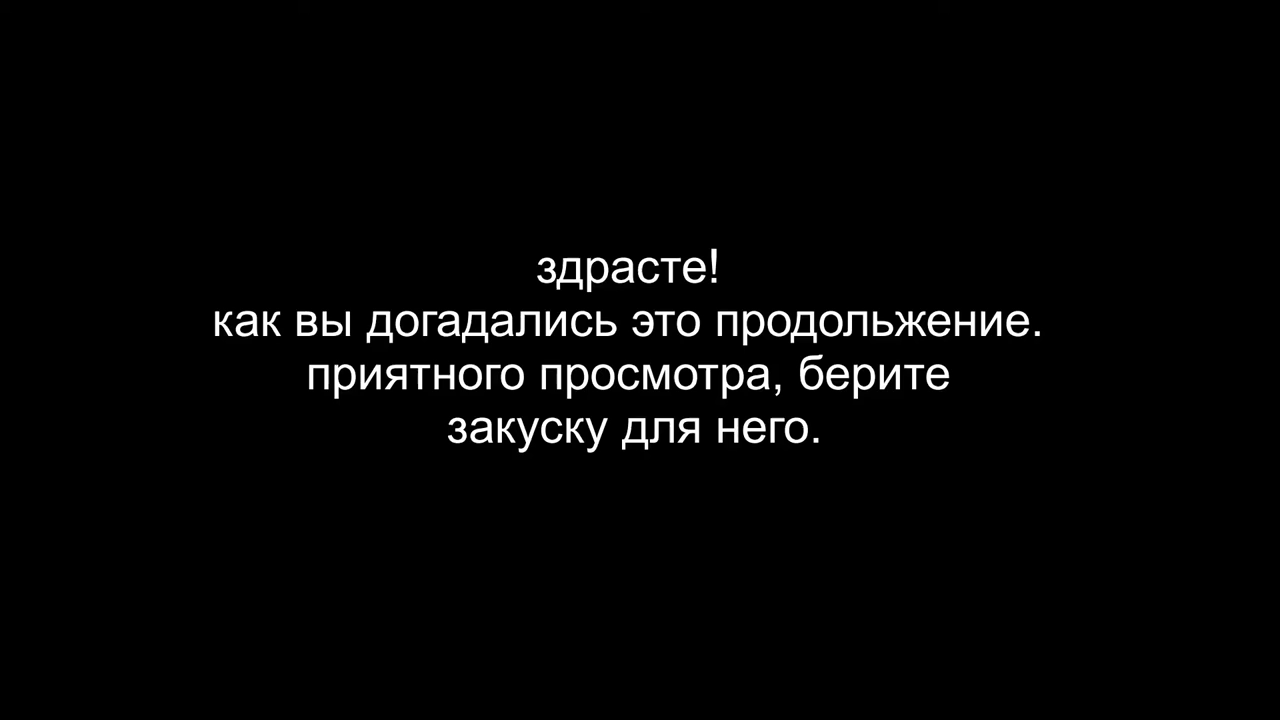 здрасте!
как вы догадались это продольжение.
приятного просмотра, берите
закуску для него.